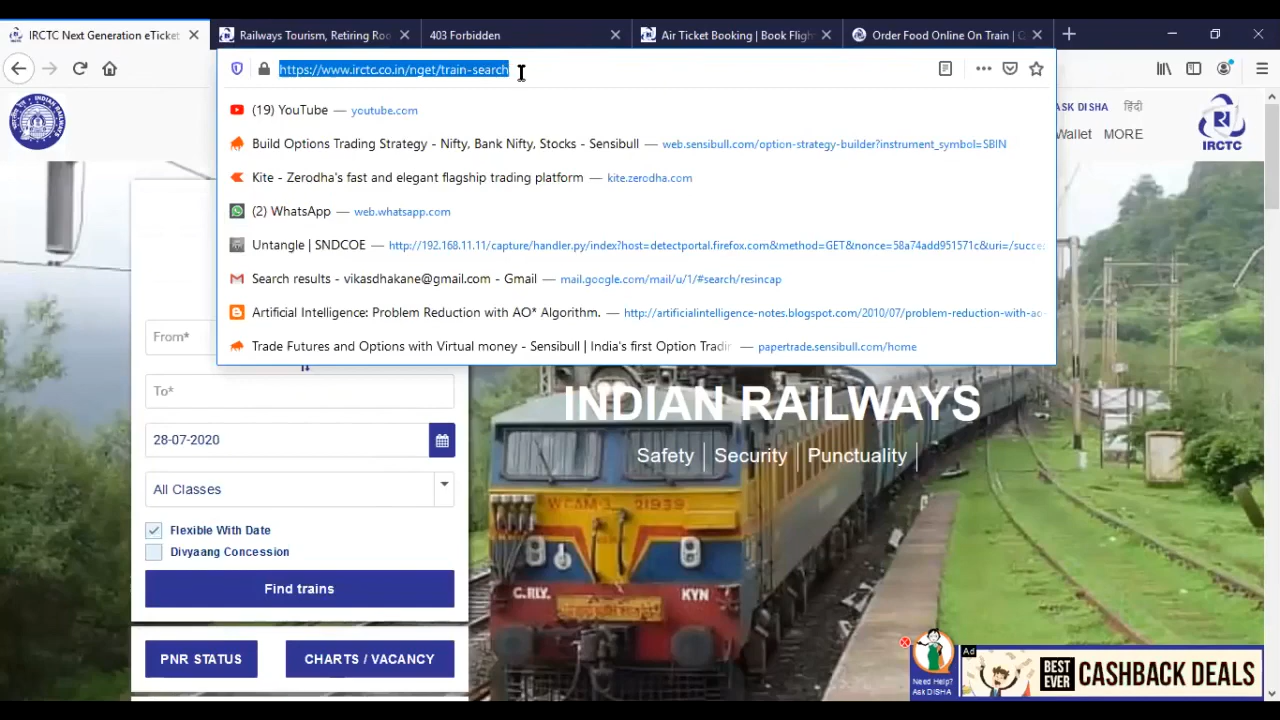 IRCTC Next Generation eTicket
Railways Tourism, Retiring Roo
403 Forbidden
Air Ticket Booking | Book Fligh
Order Food Online On Train |
https://www.irctc.co.in/nget/train-search
(19) YouTube — youtube.com
Build Options Trading Strategy - Nifty, Bank Nifty, Stocks - Sensibull — web.sensibull.com/option-strategy-builder?instrument_symbol=SBIN
Kite - Zerodha's fast and elegant flagship trading platform — kite.zerodha.com
(2) WhatsApp — web.whatsapp.com
Untangle | SNDCOE — http://192.168.11.11/capture/handler.py/index?host=detectportal.firefox.com&method=GET&nonce=58a74add951571c&uri=/succe
Search results - vikasdhakane@gmail.com - Gmail — mail.google.com/mail/u/1/#search/resincap
Artificial Intelligence: Problem Reduction with AO* Algorithm. — http://artificialintelligence-notes.blogspot.com/2010/07/problem-reduction-with-ao-
Trade Futures and Options with Virtual money - Sensibull | India's first Option Tradin — papertrade.sensibull.com/home
INDIAN RAILWAYS
ASK DISHA हिंदी
Wallet MORE
IRCTC
From*
To*
28-07-2020
All Classes
Flexible With Date
Divyaang Concession
Find trains
PNR STATUS
CHARTS / VACANCY
INDIAN RAILWAYS
Safety | Security | Punctuality |
WCAM-3 21939
C.RLY. KYN
Need Help?
Ask DISHA
Ad
BEST
EVER
CASHBACK DEALS